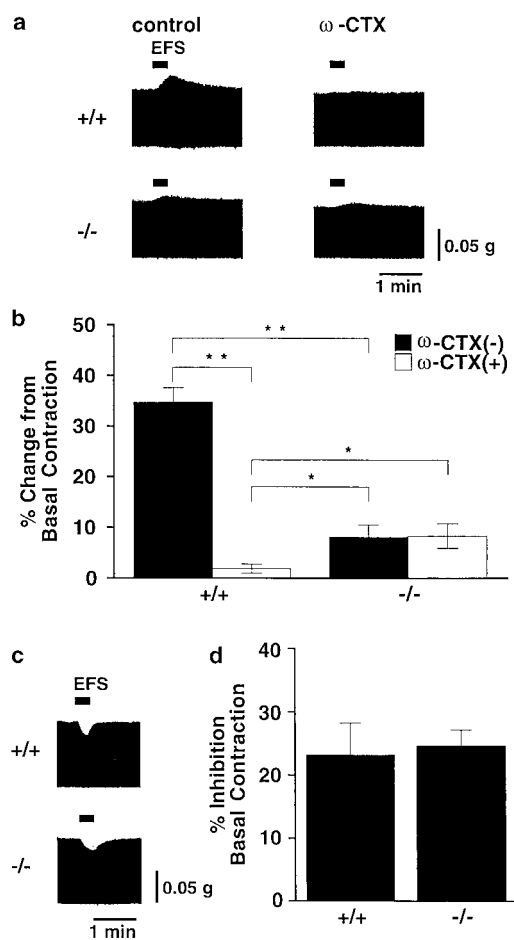 a
control
ω-CTX
EFS
+/+
-/-
0.05 g
1 min
b
% Change from
Basal Contraction
50
40
30
20
10
0
**
**
*
*
ω-CTX(-)
ω-CTX(+)
+/+
-/-
c
EFS
+/+
-/-
0.05 g
1 min
d
% Inhibition
Basal Contraction
40
30
20
10
0
+/+
-/-